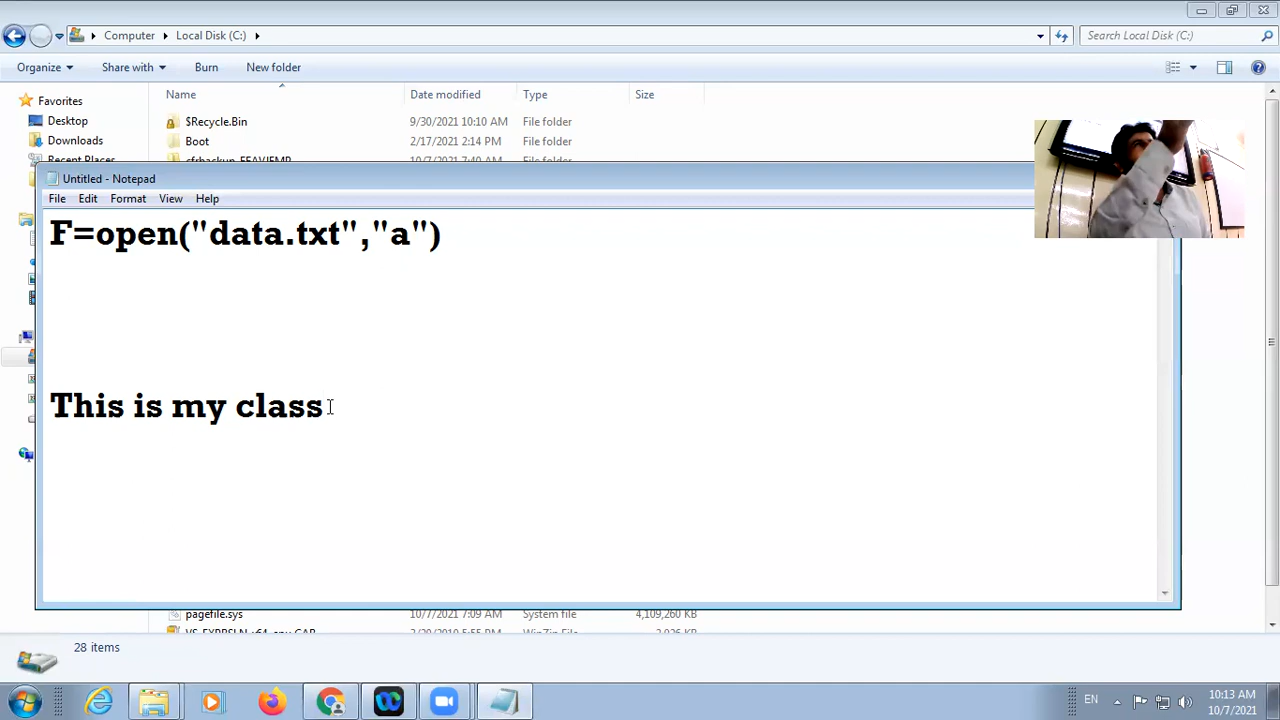 Computer Local Disk (C:) Search Local Disk (C:)
Organize Share with Burn New folder
Name Date modified Type Size
Favorites
$Recycle.Bin 9/30/2021 10:10 AM File folder
Desktop
Boot 2/17/2021 2:14 PM File folder
Downloads
Recent Places
Untitled - Notepad
File Edit Format View Help
F=open("data.txt","a")
This is my class
pagefile.sys 10/7/2021 7:09 AM System file 4,109,260 KB
28 items
EN 10:13 AM
10/7/2021